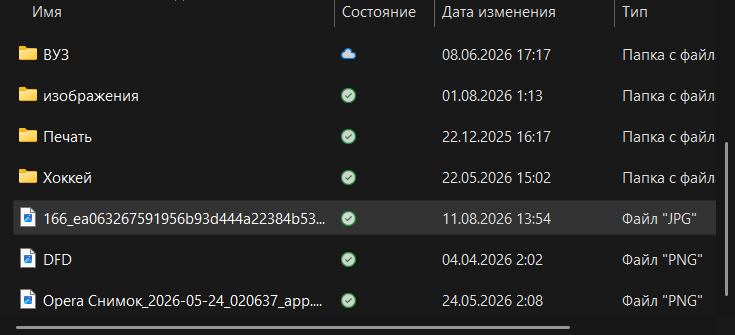 Имя Состояние Дата изменения Тип
ВУЗ 08.06.2026 17:17 Папка с файл
изображения 01.08.2026 1:13 Папка с файл
Печать 22.12.2025 16:17 Папка с файл
Хоккей 22.05.2026 15:02 Папка с файл
166_ea063267591956b93d444a22384b53... 11.08.2026 13:54 Файл "JPG"
DFD 04.04.2026 2:02 Файл "PNG"
Opera Снимок_2026-05-24_020637_app.... 24.05.2026 2:08 Файл "PNG"